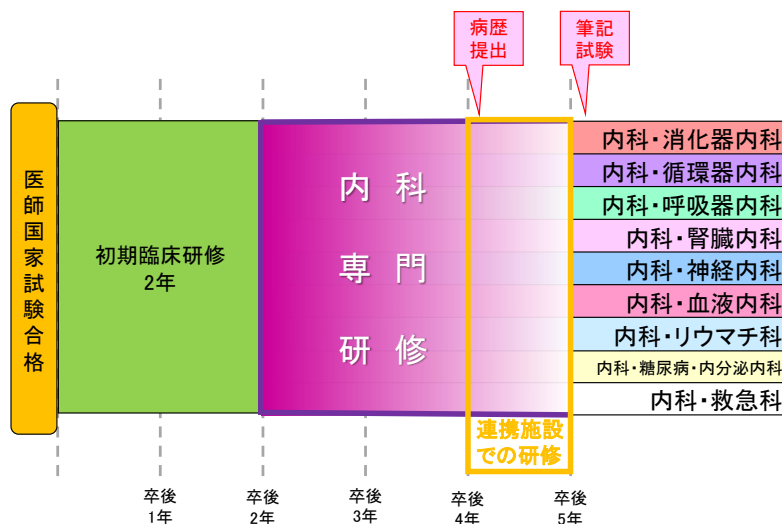 病歴
提出
筆記
試験
医師国家試験合格
初期臨床研修
2年
内 科
専 門
研 修
内科・消化器内科
内科・循環器内科
内科・呼吸器内科
内科・腎臓内科
内科・神経内科
内科・血液内科
内科・リウマチ科
内科・糖尿病・内分泌内科
内科・救急科
連携施設
での研修
卒後
1年
卒後
2年
卒後
3年
卒後
4年
卒後
5年